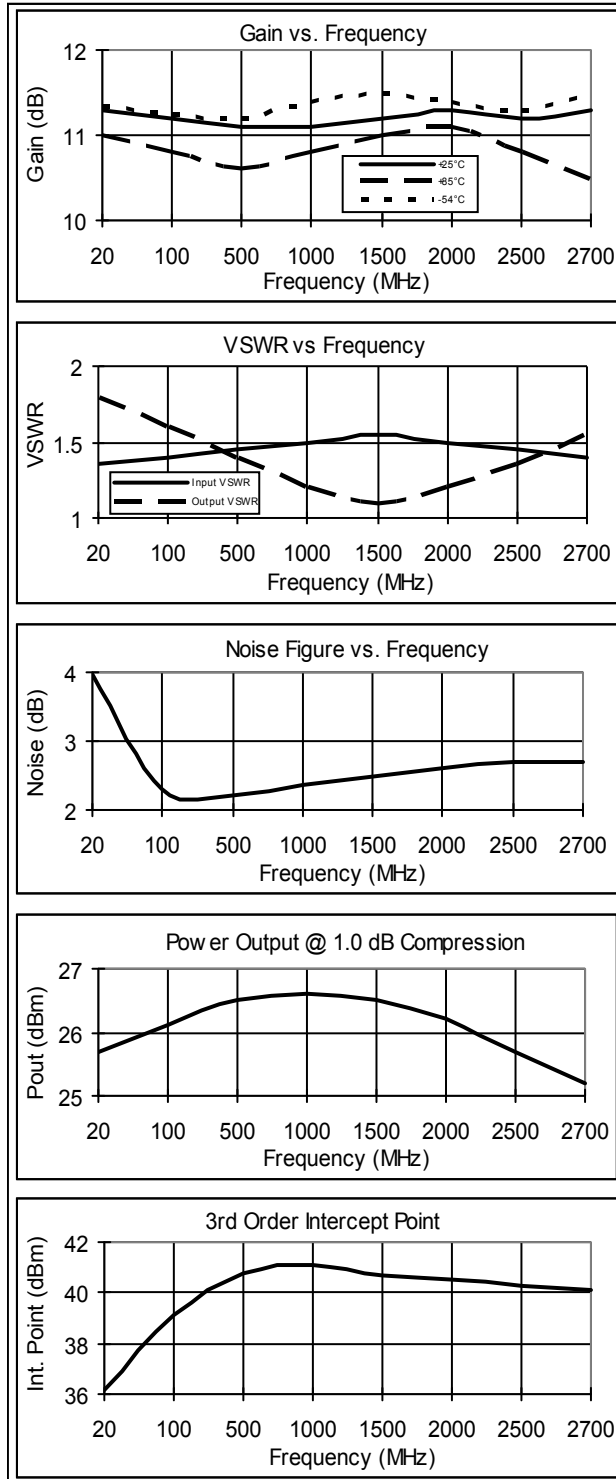 Gain vs. Frequency
12
11
10
Gain (dB)
+25°C
+85°C
-54°C
20 100 500 1000 1500 2000 2500 2700
Frequency (MHz)
VSWR vs Frequency
2
1.5
1
VSWR
Input VSWR
Output VSWR
20 100 500 1000 1500 2000 2500 2700
Frequency (MHz)
Noise Figure vs. Frequency
4
3
2
Noise (dB)
20 100 500 1000 1500 2000 2500 2700
Frequency (MHz)
Power Output @ 1.0 dB Compression
27
26
25
Pout (dBm)
20 100 500 1000 1500 2000 2500 2700
Frequency (MHz)
3rd Order Intercept Point
42
40
38
36
Int. Point (dBm)
20 100 500 1000 1500 2000 2500 2700
Frequency (MHz)